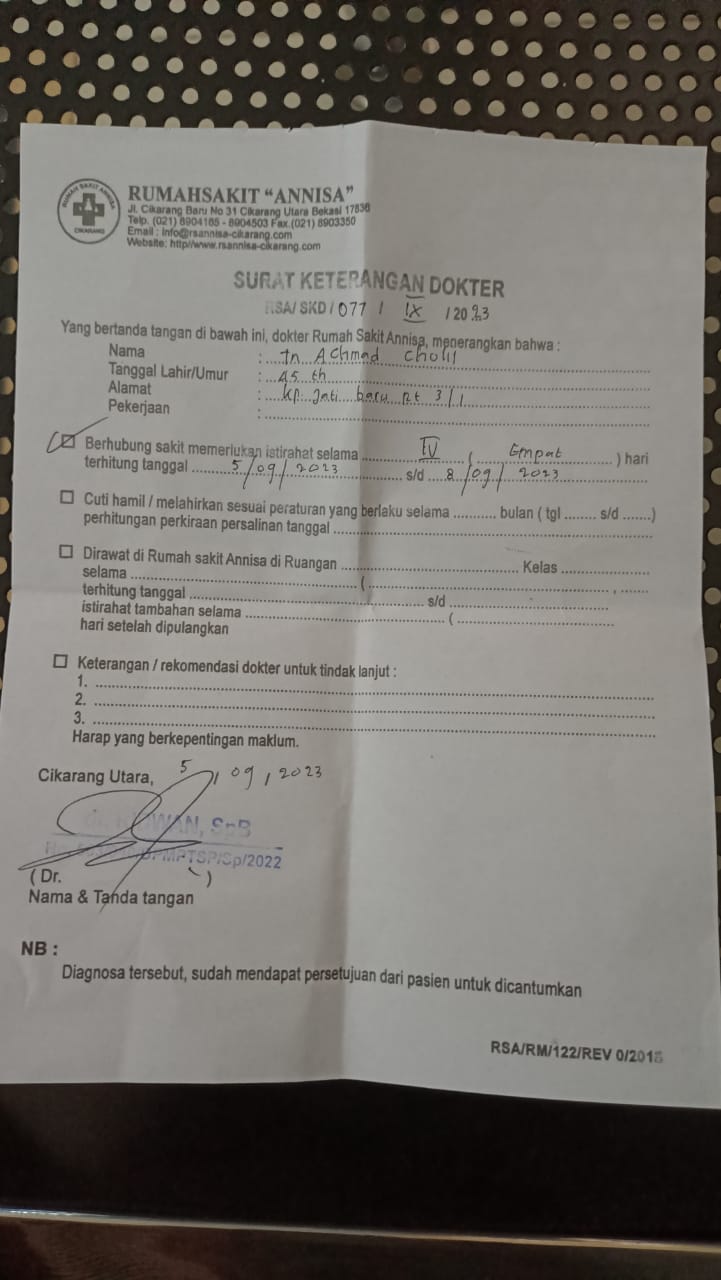 RUMAH SAKIT ANNISA
CIKARANG
RUMAHSAKIT “ANNISA”
Jl. Cikarang Baru No 31 Cikarang Utara Bekasi 17836
Telp. (021) 8904165 - 8904503 Fax.(021) 8903350
Email : info@rsannisa-cikarang.com
Website: http//www.rsannisa-cikarang.com
SURAT KETERANGAN DOKTER
RSA/ SKD / 077 / IX / 2023
Yang bertanda tangan di bawah ini, dokter Rumah Sakit Annisa, menerangkan bahwa :
Nama : Tn Achmad
Tanggal Lahir/Umur : 45 th
Alamat : Kp. Jati baru Rt 3/1
Pekerjaan :
Berhubung sakit memerlukan istirahat selama IV ( Empat ) hari
terhitung tanggal 5/09/2023 s/d 8/09/2023
Cuti hamil / melahirkan sesuai peraturan yang berlaku selama .......... bulan ( tgl ........ s/d .......)
perhitungan perkiraan persalinan tanggal
Dirawat di Rumah sakit Annisa di Ruangan Kelas
selama ( , .......
terhitung tanggal s/d
istirahat tambahan selama (
hari setelah dipulangkan
Keterangan / rekomendasi dokter untuk tindak lanjut :
1.
2.
3.
Harap yang berkepentingan maklum.
Cikarang Utara, 5 / 09 / 2023
SpB
DPMPTSP/Sp/2022
( Dr. )
Nama & Tanda tangan
NB :
Diagnosa tersebut, sudah mendapat persetujuan dari pasien untuk dicantumkan
RSA/RM/122/REV 0/2018